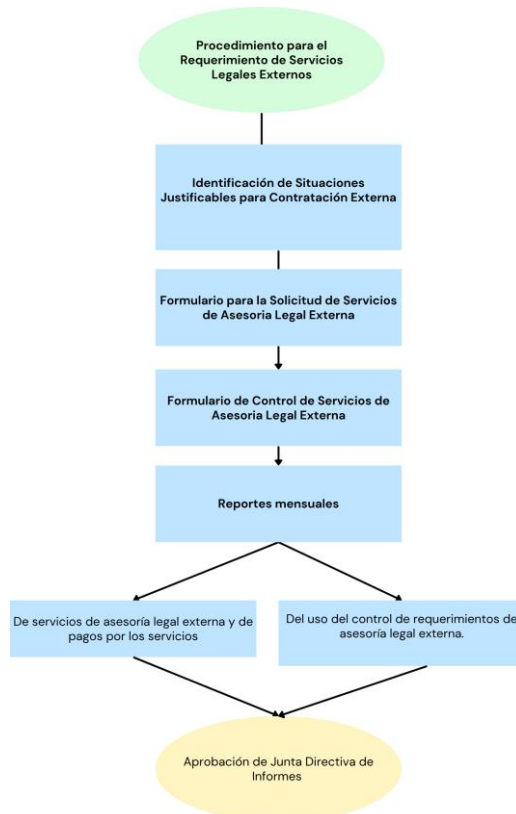 Procedimiento para el
Requerimiento de Servicios
Legales Externos
Identificación de Situaciones
Justificables para Contratación Externa
Formulario para la Solicitud de Servicios
de Asesoria Legal Externa
Formulario de Control de Servicios de
Asesoria Legal Externa
Reportes mensuales
De servicios de asesoría legal externa y de
pagos por los servicios
Del uso del control de requerimientos de
asesoría legal externa.
Aprobación de Junta Directiva de
Informes